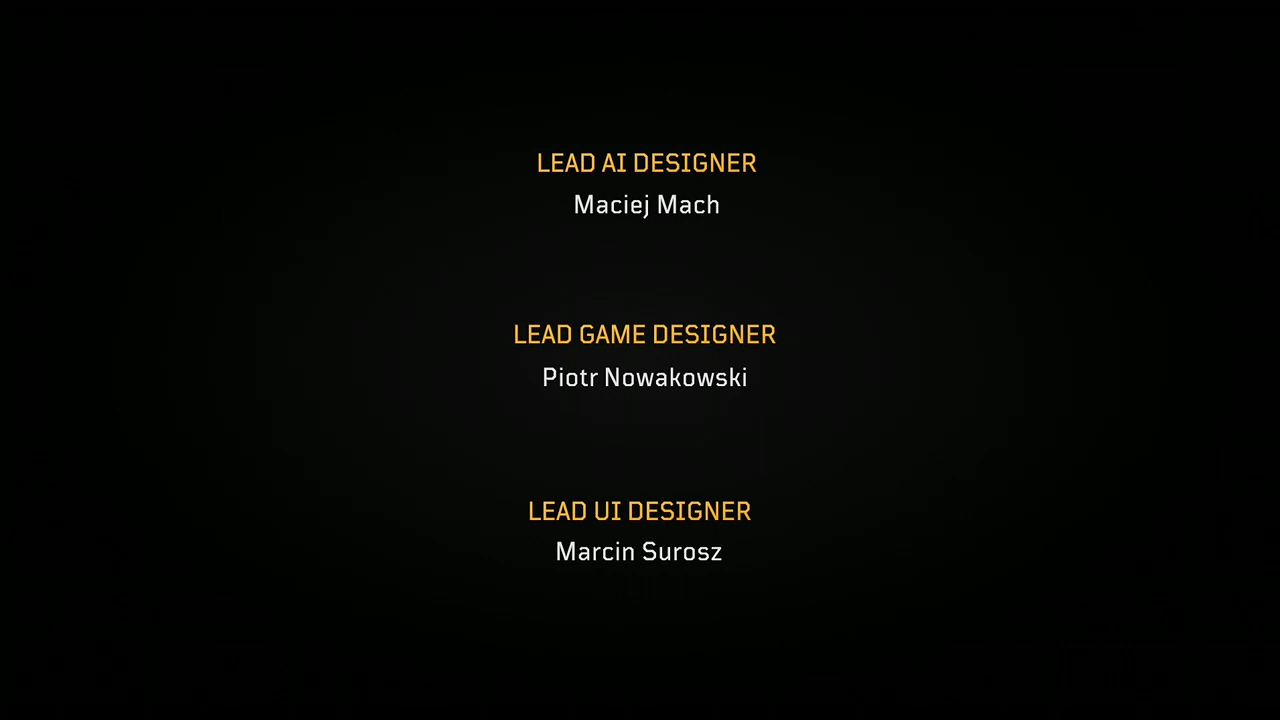 LEAD AI DESIGNER
Maciej Mach
LEAD GAME DESIGNER
Piotr Nowakowski
LEAD UI DESIGNER
Marcin Surosz